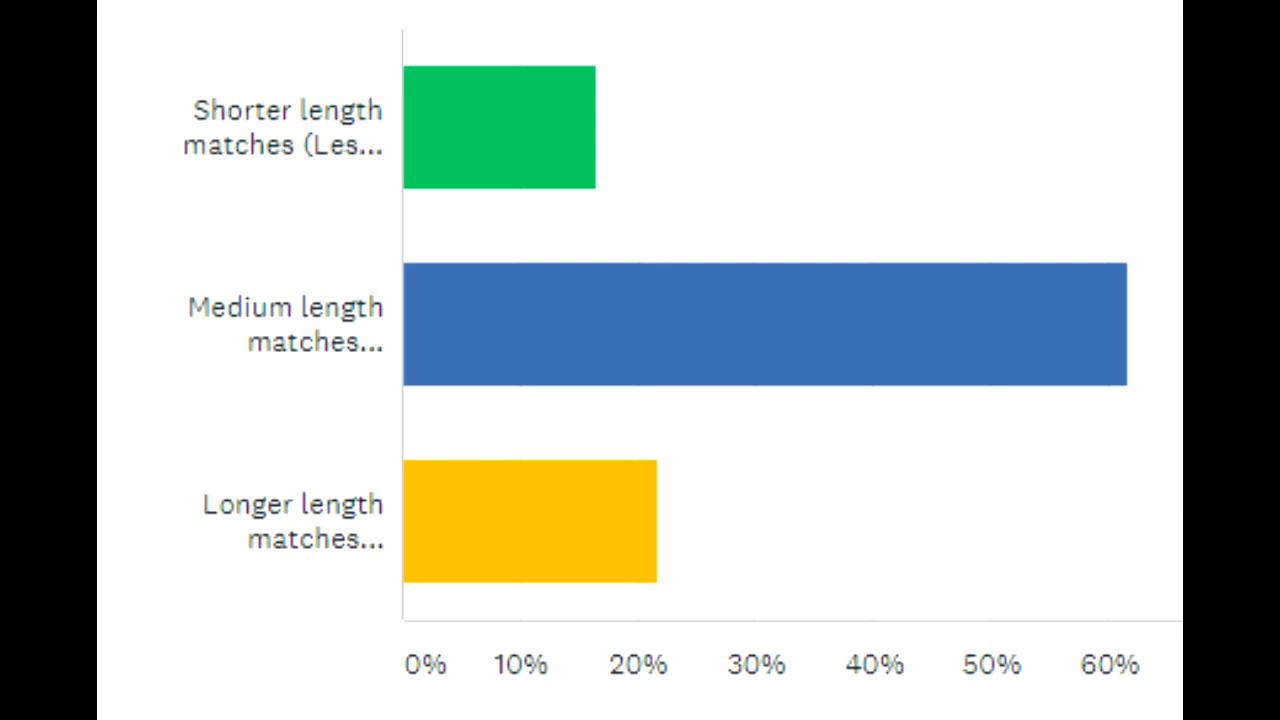 Shorter length
matches (Les...
Medium length
matches...
Longer length
matches...
0% 10% 20% 30% 40% 50% 60%